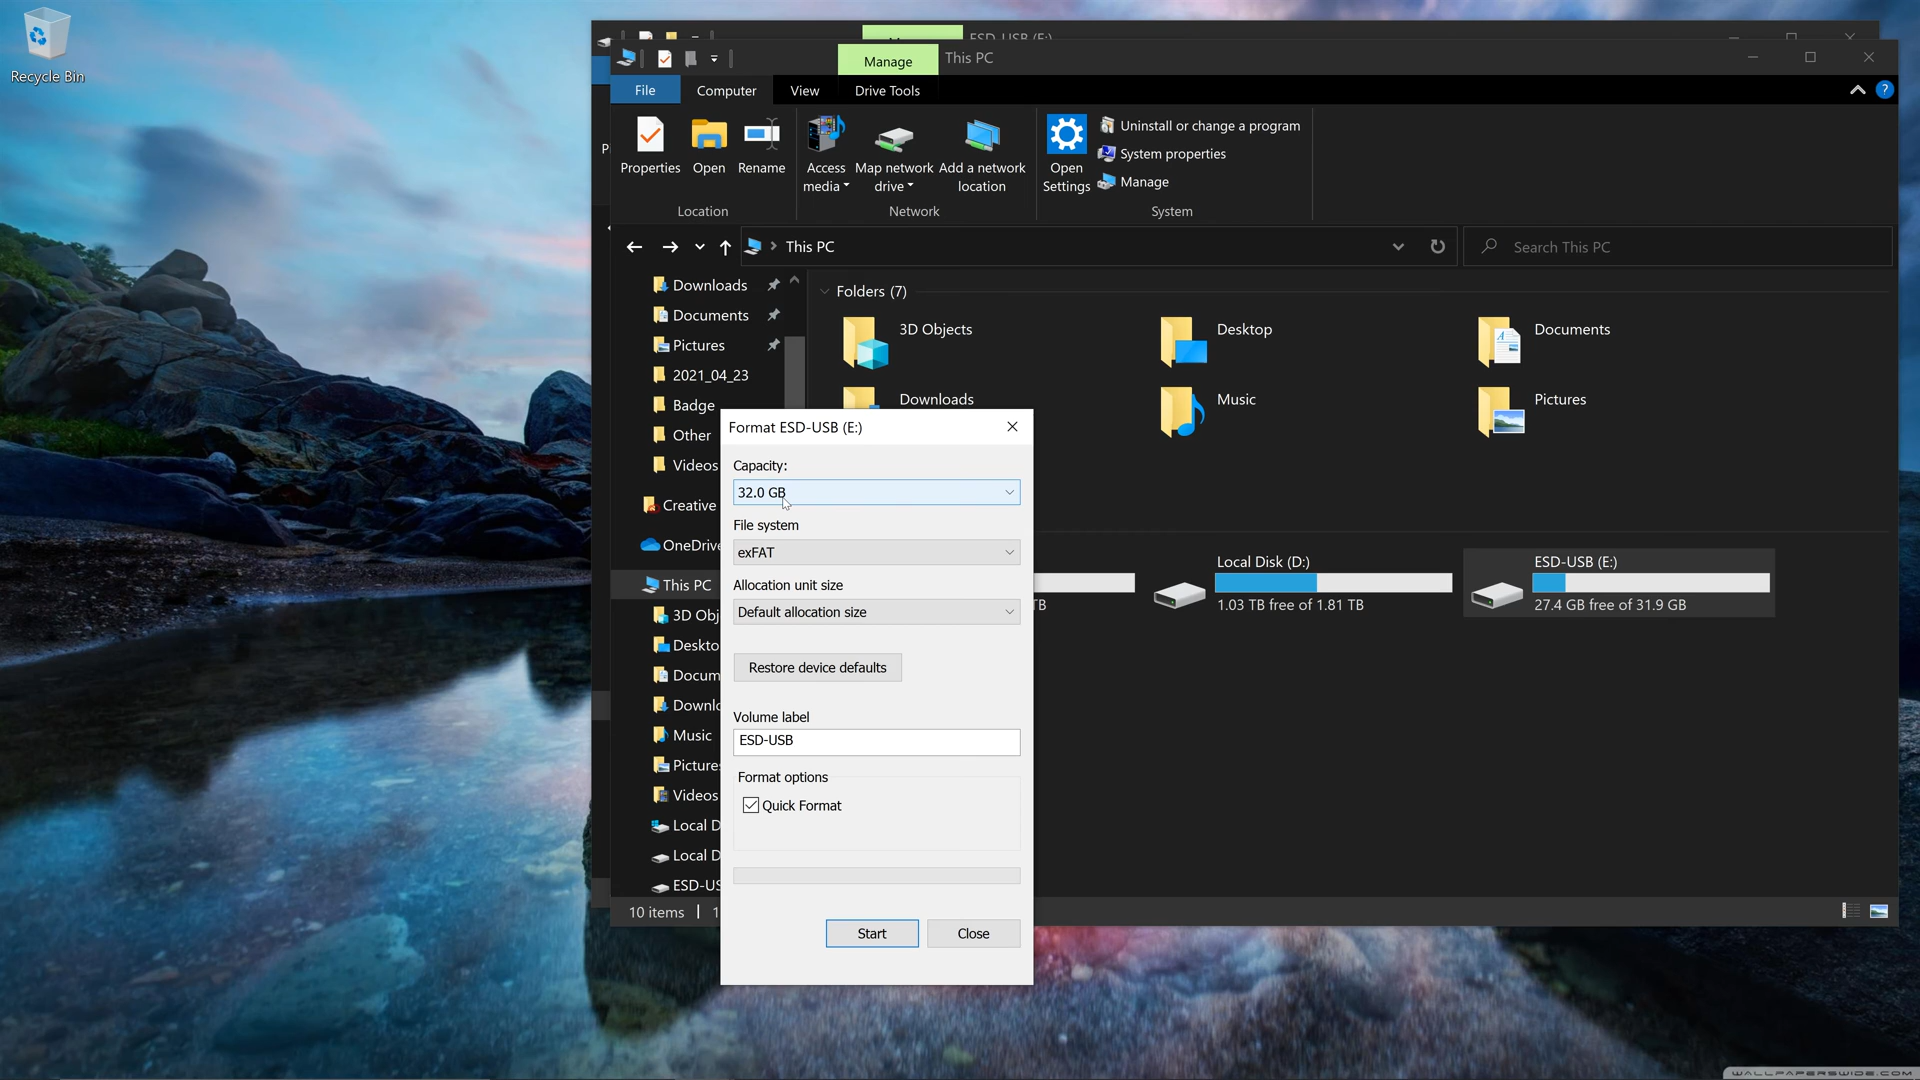 Recycle Bin
ESD-USB (E:)
Manage
This PC
File
Computer
View
Drive Tools
?
Properties
Open
Rename
Access media
Map network drive
Add a network location
Open Settings
Uninstall or change a program
System properties
Manage
Location
Network
System
This PC
Search This PC
Downloads
Documents
Pictures
2021_04_23
Badge
Other
Videos
Creative
OneDrive
This PC
3D Obj
Deskto
Docum
Downlo
Music
Pictures
Videos
Local D
Local D
ESD-US
10 items
1
Folders (7)
3D Objects
Desktop
Documents
Downloads
Music
Pictures
TB
Local Disk (D:)
1.03 TB free of 1.81 TB
ESD-USB (E:)
27.4 GB free of 31.9 GB
Format ESD-USB (E:)
Capacity:
32.0 GB
File system
exFAT
Allocation unit size
Default allocation size
Restore device defaults
Volume label
ESD-USB
Format options
Quick Format
Start
Close
WALLPAPERSWIDE.COM